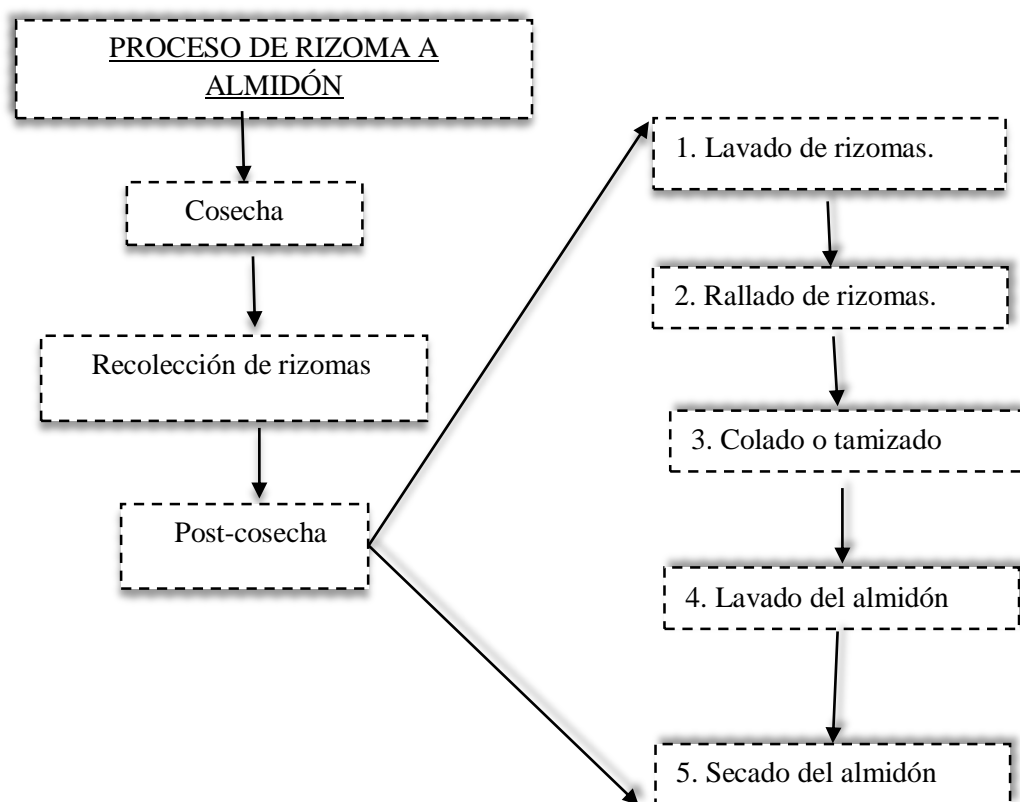 PROCESO DE RIZOMA A
ALMIDÓN
Cosecha
Recolección de rizomas
Post-cosecha
1. Lavado de rizomas.
2. Rallado de rizomas.
3. Colado o tamizado
4. Lavado del almidón
5. Secado del almidón